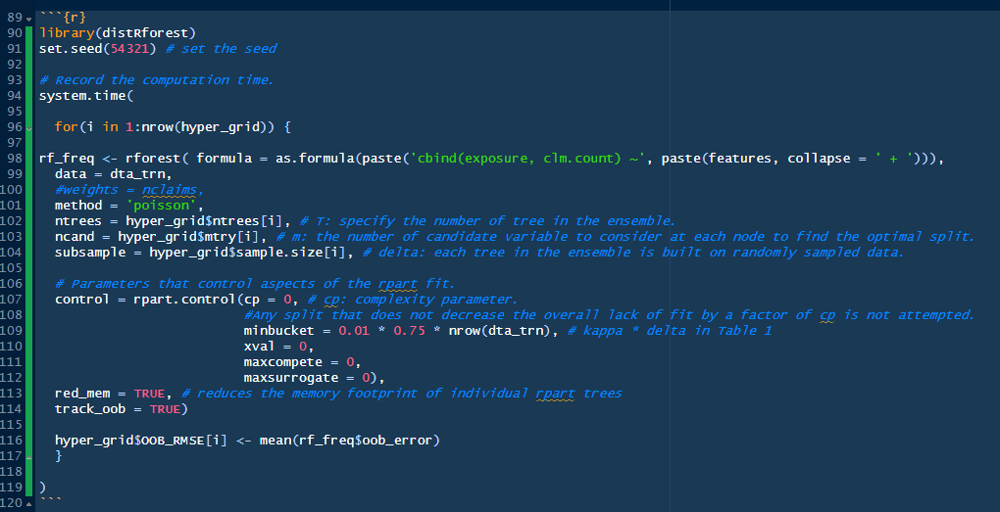 89 ```{r}
90 library(distRforest)
91 set.seed(54321) # set the seed
92
93 # Record the computation time.
94 system.time(
95
96   for(i in 1:nrow(hyper_grid)) {
97
98 rf_freq <- rforest( formula = as.formula(paste('cbind(exposure, clm.count) ~', paste(features, collapse = ' + '))),
99   data = dta_trn,
100   #weights = nclaims,
101   method = 'poisson',
102   ntrees = hyper_grid$ntrees[i], # T: specify the number of tree in the ensemble.
103   ncand = hyper_grid$mtry[i], # m: the number of candidate variable to consider at each node to find the optimal split.
104   subsample = hyper_grid$sample.size[i], # delta: each tree in the ensemble is built on randomly sampled data.
105
106   # Parameters that control aspects of the rpart fit.
107   control = rpart.control(cp = 0, # cp: complexity parameter.
108                           #Any split that does not decrease the overall lack of fit by a factor of cp is not attempted.
109                           minbucket = 0.01 * 0.75 * nrow(dta_trn), # kappa * delta in Table 1
110                           xval = 0,
111                           maxcompete = 0,
112                           maxsurrogate = 0),
113   red_mem = TRUE, # reduces the memory footprint of individual rpart trees
114   track_oob = TRUE)
115
116   hyper_grid$OOB_RMSE[i] <- mean(rf_freq$oob_error)
117   }
118
119 )
120 ```